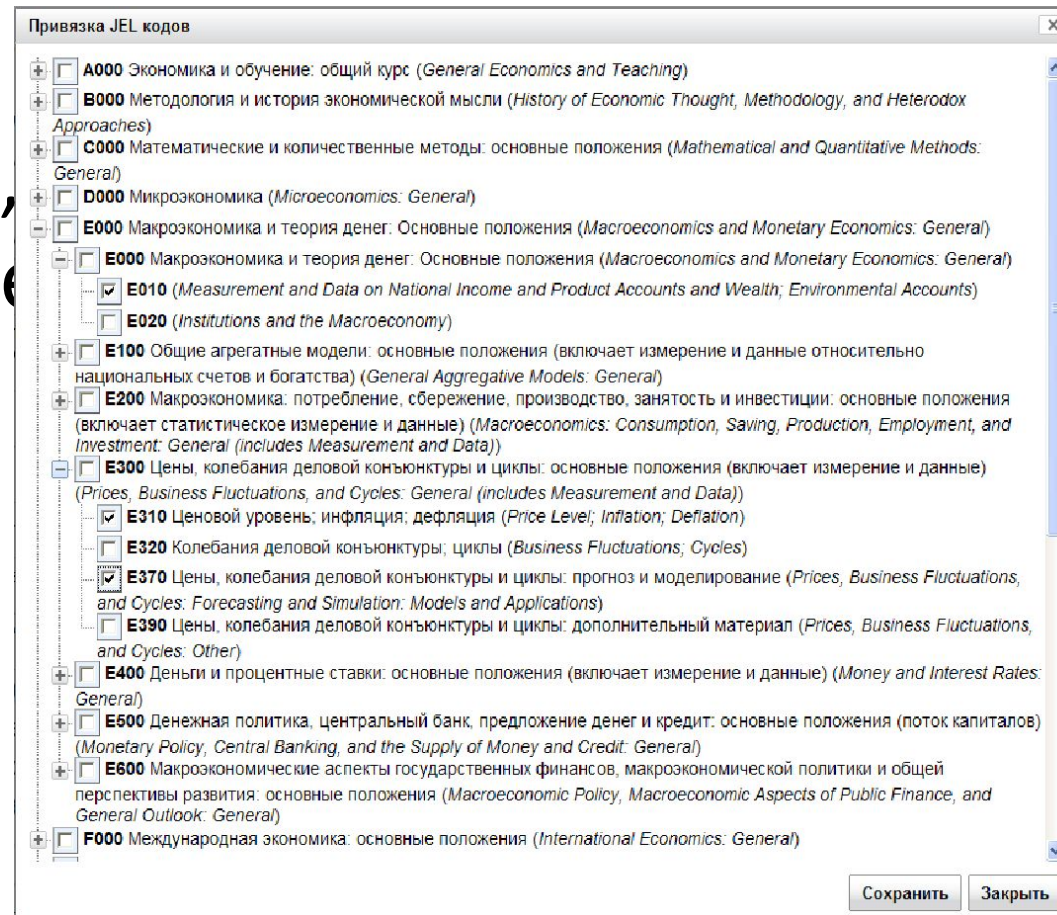 Привязка JEL кодов
A000 Экономика и обучение: общий курс (General Economics and Teaching)
B000 Методология и история экономической мысли (History of Economic Thought, Methodology, and Heterodox
Approaches)
C000 Математические и количественные методы: основные положения (Mathematical and Quantitative Methods:
General)
D000 Микроэкономика (Microeconomics: General)
E000 Макроэкономика и теория денег: Основные положения (Macroeconomics and Monetary Economics: General)
E000 Макроэкономика и теория денег: Основные положения (Macroeconomics and Monetary Economics: General)
E010 (Measurement and Data on National Income and Product Accounts and Wealth; Environmental Accounts)
E020 (Institutions and the Macroeconomy)
E100 Общие агрегатные модели: основные положения (включает измерение и данные относительно
национальных счетов и богатства) (General Aggregative Models: General)
E200 Макроэкономика: потребление, сбережение, производство, занятость и инвестиции: основные положения
(включает статистическое измерение и данные) (Macroeconomics: Consumption, Saving, Production, Employment, and
Investment: General (includes Measurement and Data))
E300 Цены, колебания деловой конъюнктуры и циклы: основные положения (включает измерение и данные)
(Prices, Business Fluctuations, and Cycles: General (includes Measurement and Data))
E310 Ценовой уровень; инфляция; дефляция (Price Level; Inflation; Deflation)
E320 Колебания деловой конъюнктуры; циклы (Business Fluctuations; Cycles)
E370 Цены, колебания деловой конъюнктуры и циклы: прогноз и моделирование (Prices, Business Fluctuations,
and Cycles: Forecasting and Simulation: Models and Applications)
E390 Цены, колебания деловой конъюнктуры и циклы: дополнительный материал (Prices, Business Fluctuations,
and Cycles: Other)
E400 Деньги и процентные ставки: основные положения (включает измерение и данные) (Money and Interest Rates:
General)
E500 Денежная политика, центральный банк, предложение денег и кредит: основные положения (поток капиталов)
(Monetary Policy, Central Banking, and the Supply of Money and Credit: General)
E600 Макроэкономические аспекты государственных финансов, макроэкономической политики и общей
перспективы развития: основные положения (Macroeconomic Policy, Macroeconomic Aspects of Public Finance, and
General Outlook: General)
F000 Международная экономика: основные положения (International Economics: General)
Сохранить Закрыть